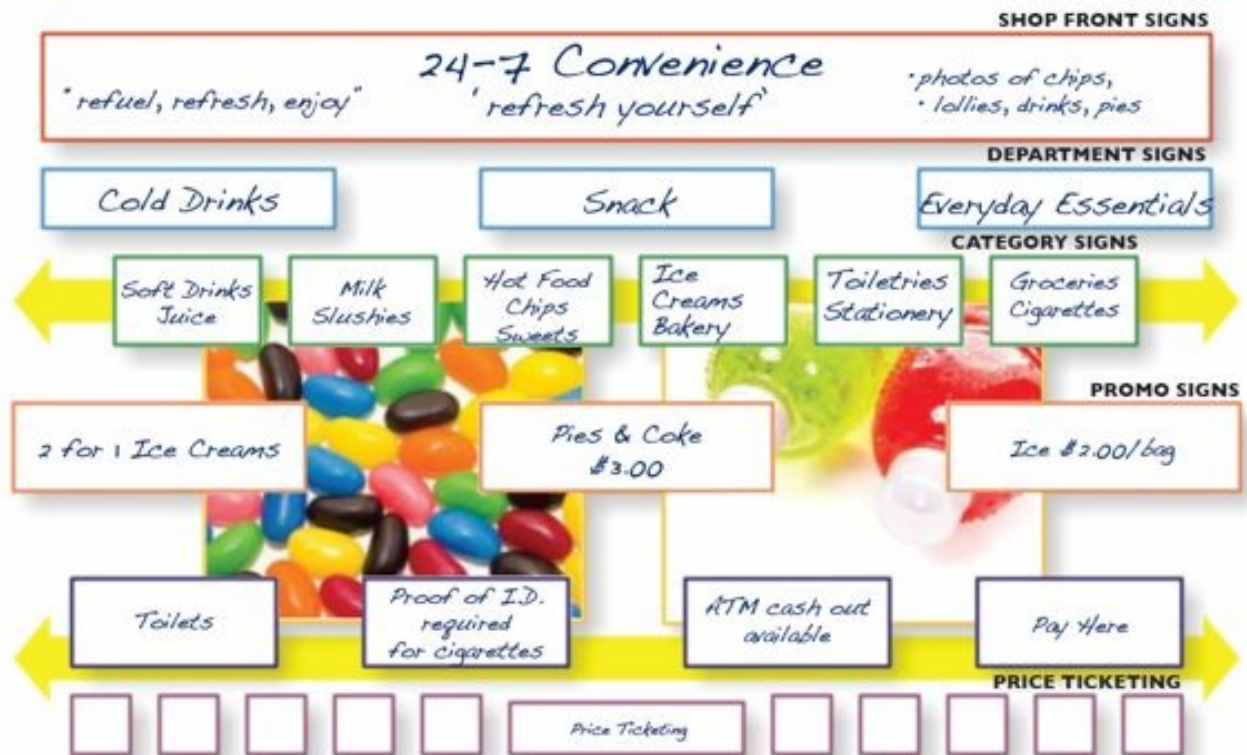 SHOP FRONT SIGNS
24-7 Convenience
"refuel, refresh, enjoy"
'refresh yourself'
•photos of chips,
• lollies, drinks, pies
DEPARTMENT SIGNS
Cold Drinks
Snack
Everyday Essentials
CATEGORY SIGNS
Soft Drinks
Juice
Milk
Slushies
Hot Food
Chips
Sweets
Ice
Creams
Bakery
Toiletries
Stationery
Groceries
Cigarettes
PROMO SIGNS
2 for 1 Ice Creams
Pies & Coke
$3.00
Ice $2.00/bag
Toilets
Proof of I.D.
required
for cigarettes
ATM cash out
available
Pay Here
PRICE TICKETING
Price Ticketing